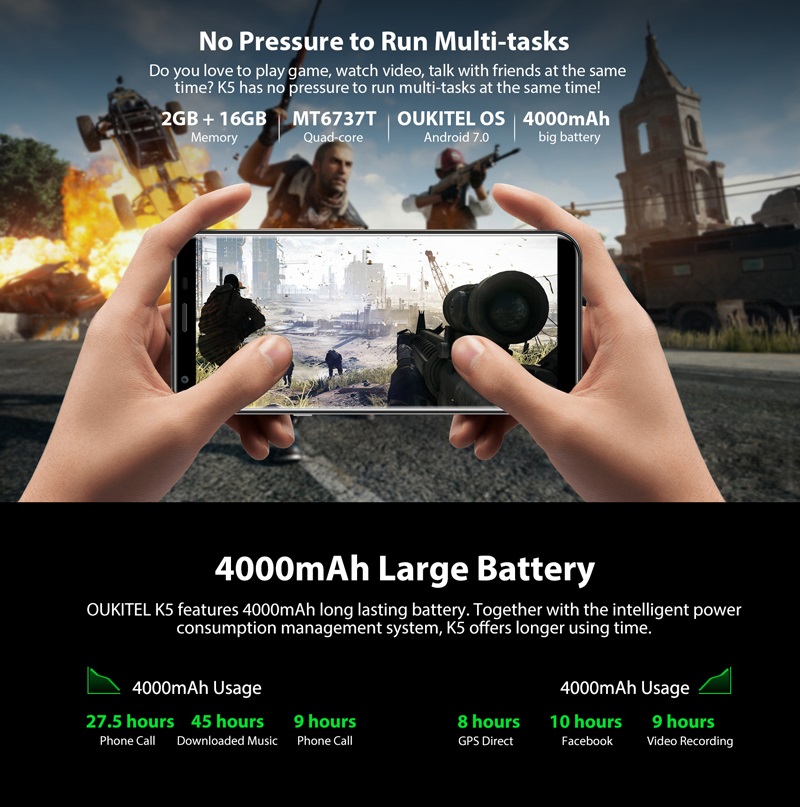 No Pressure to Run Multi-tasks
Do you love to play game, watch video, talk with friends at the same
time? K5 has no pressure to run multi-tasks at the same time!
2GB + 16GB MT6737T OUKITEL OS 4000mAh
Memory Quad-core Android 7.0 big battery
4000mAh Large Battery
OUKITEL K5 features 4000mAh long lasting battery. Together with the intelligent power
consumption management system, K5 offers longer using time.
4000mAh Usage 4000mAh Usage
27.5 hours 45 hours 9 hours 8 hours 10 hours 9 hours
Phone Call Downloaded Music Phone Call GPS Direct Facebook Video Recording